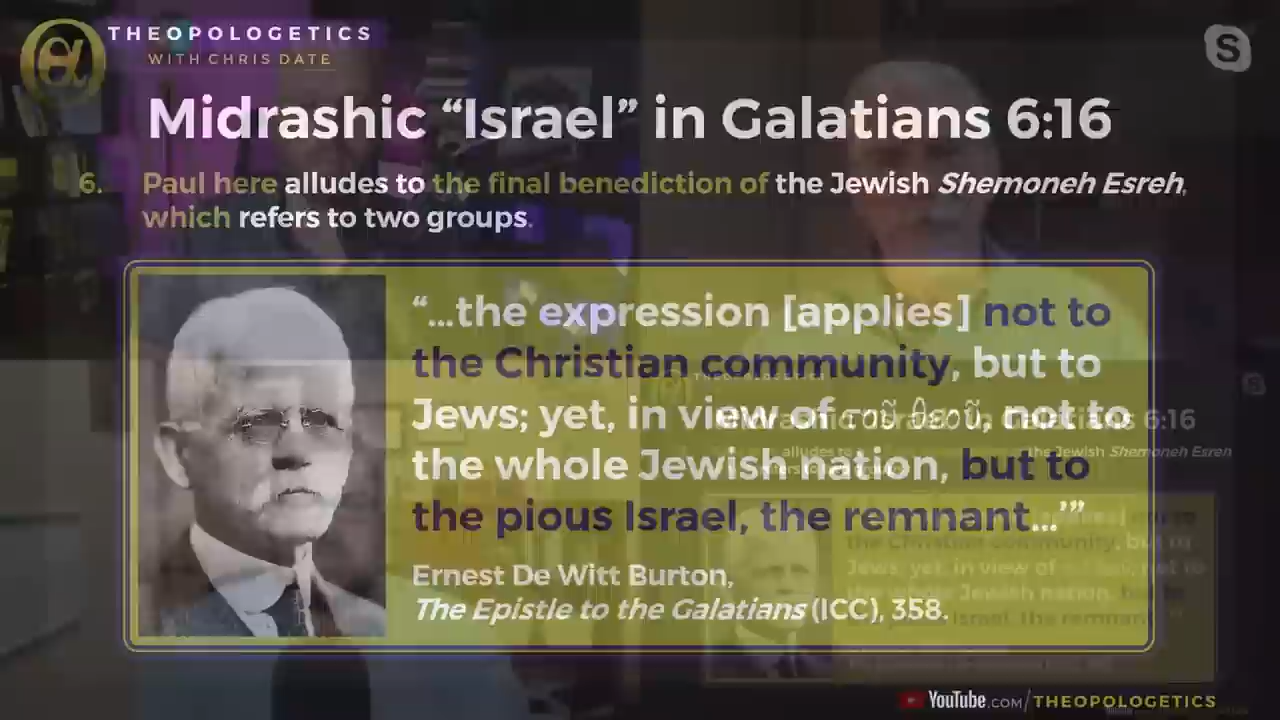 THEOPOLOGETICS
WITH CHRIS DATE
Midrashic “Israel” in Galatians 6:16
6. Paul here alludes to the final benediction of the Jewish Shemoneh Esreh,
which refers to two groups.
“...the expression [applies] not to
the Christian community, but to
Jews; yet, in view of τοῦ θεοῦ, not to
the whole Jewish nation, but to
the pious Israel, the remnant...’”
Ernest De Witt Burton,
The Epistle to the Galatians (ICC), 358.
YouTube.COM/THEOPOLOGETICS